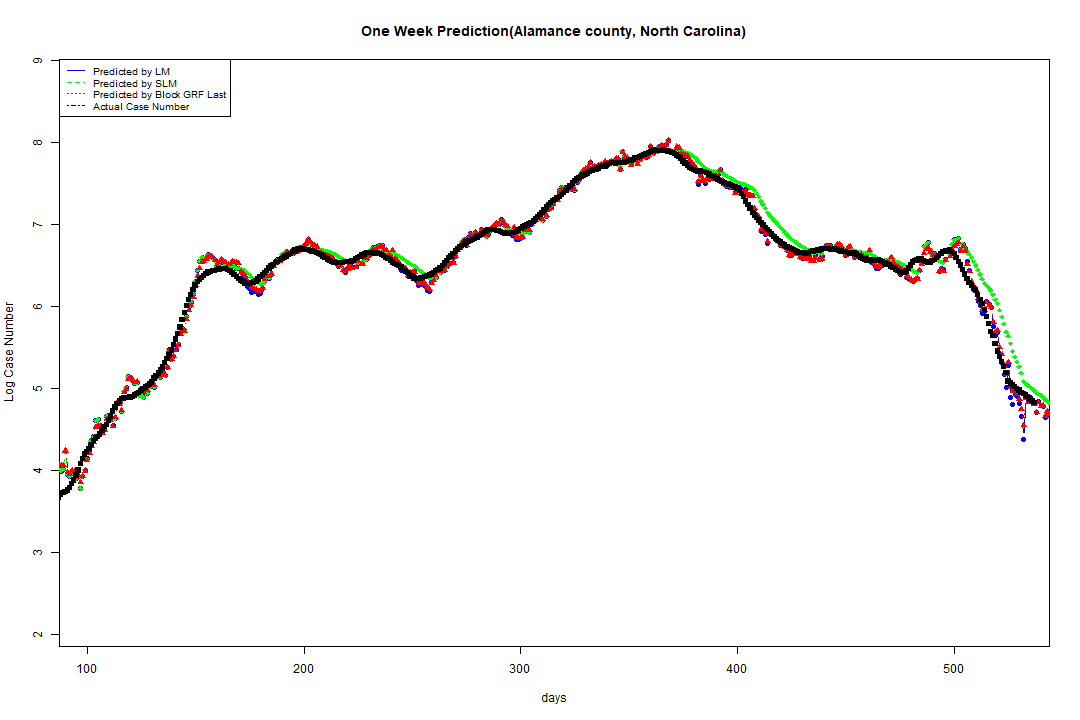 One Week Prediction(Alamance county, North Carolina)
Predicted by LM
Predicted by SLM
Predicted by Block GRF Last
Actual Case Number
Log Case Number
9
8
7
6
5
4
3
2
100 200 300 400 500
days